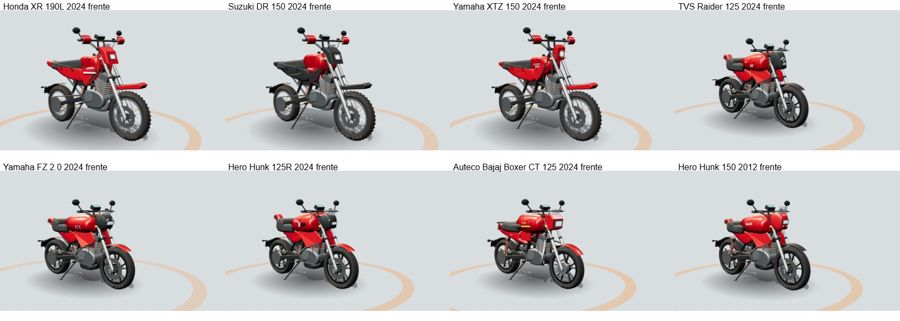 Honda XR 190L 2024 frente
Suzuki DR 150 2024 frente
Yamaha XTZ 150 2024 frente
TVS Raider 125 2024 frente
Yamaha FZ 2.0 2024 frente
Hero Hunk 125R 2024 frente
Auteco Bajaj Boxer CT 125 2024 frente
Hero Hunk 150 2012 frente